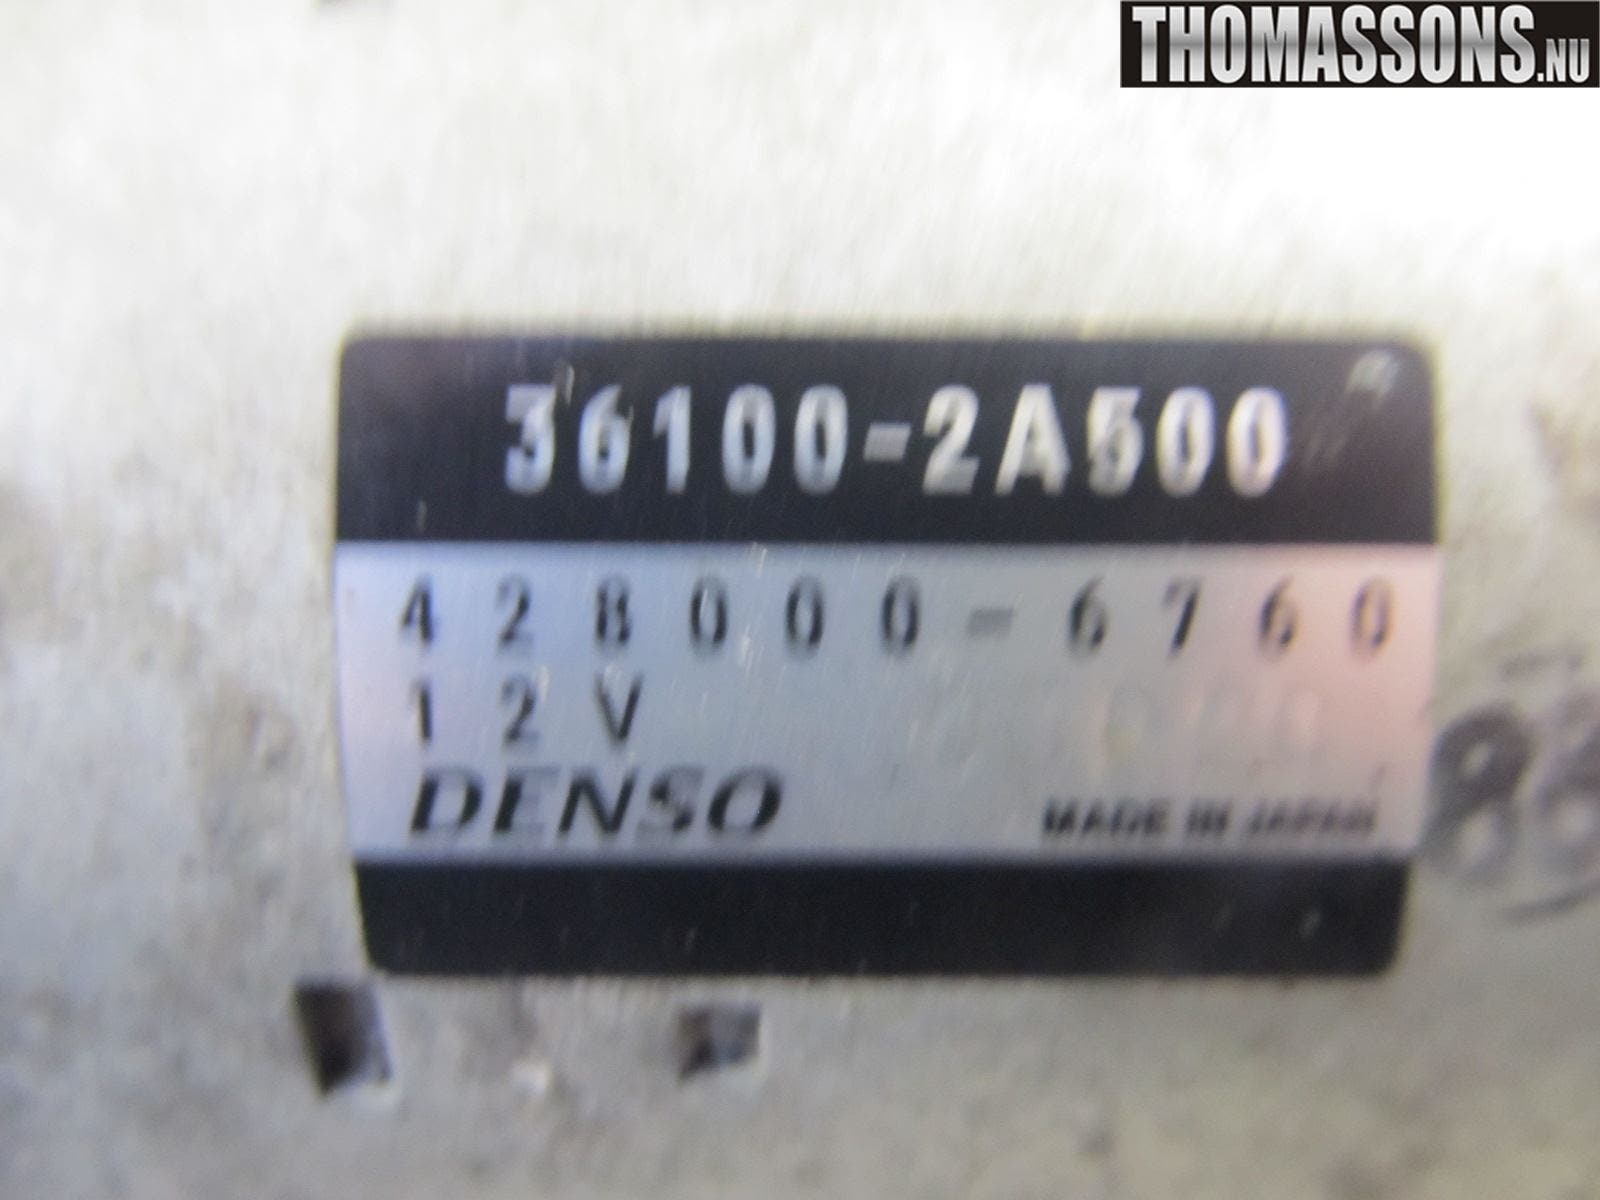 THOMASSONS.NU
36100-2A500
428000-6760
12V
DENSO
MADE IN JAPAN